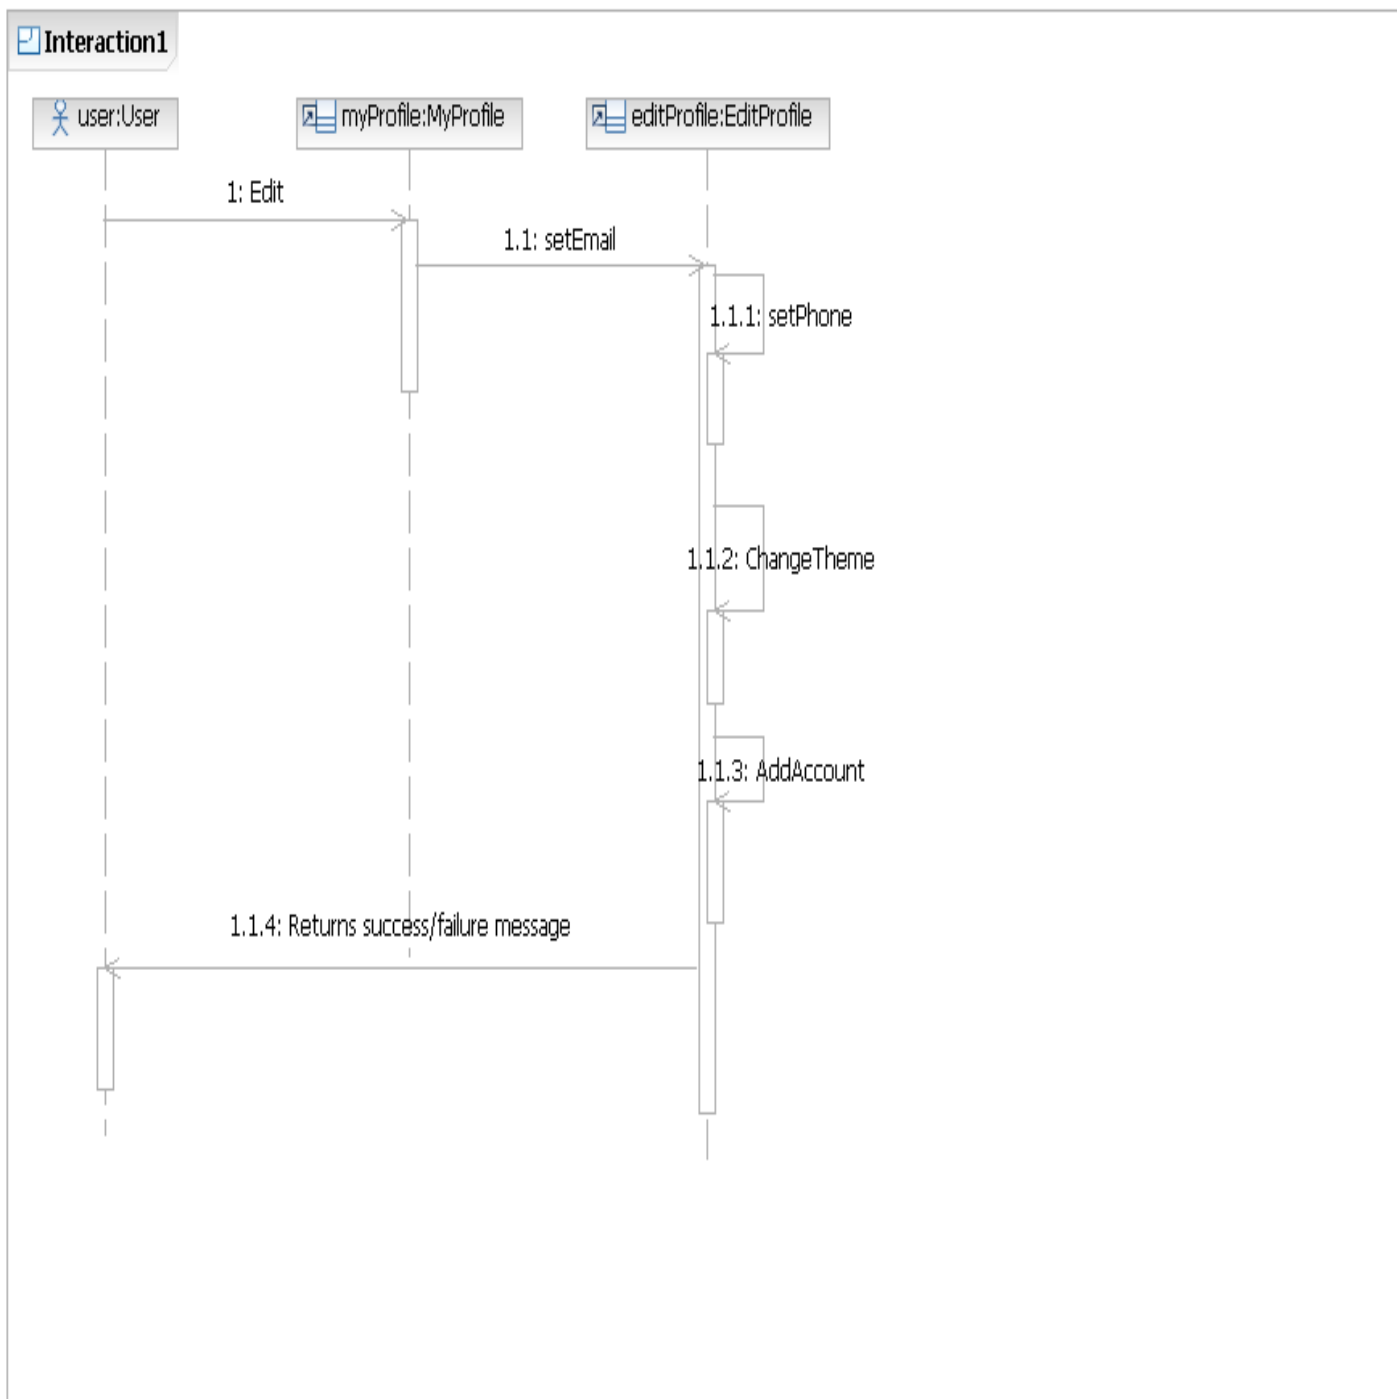 Interaction1
user:User
myProfile:MyProfile
editProfile:EditProfile
1: Edit
1.1: setEmail
1.1.1: setPhone
1.1.2: ChangeTheme
1.1.3: AddAccount
1.1.4: Returns success/failure message